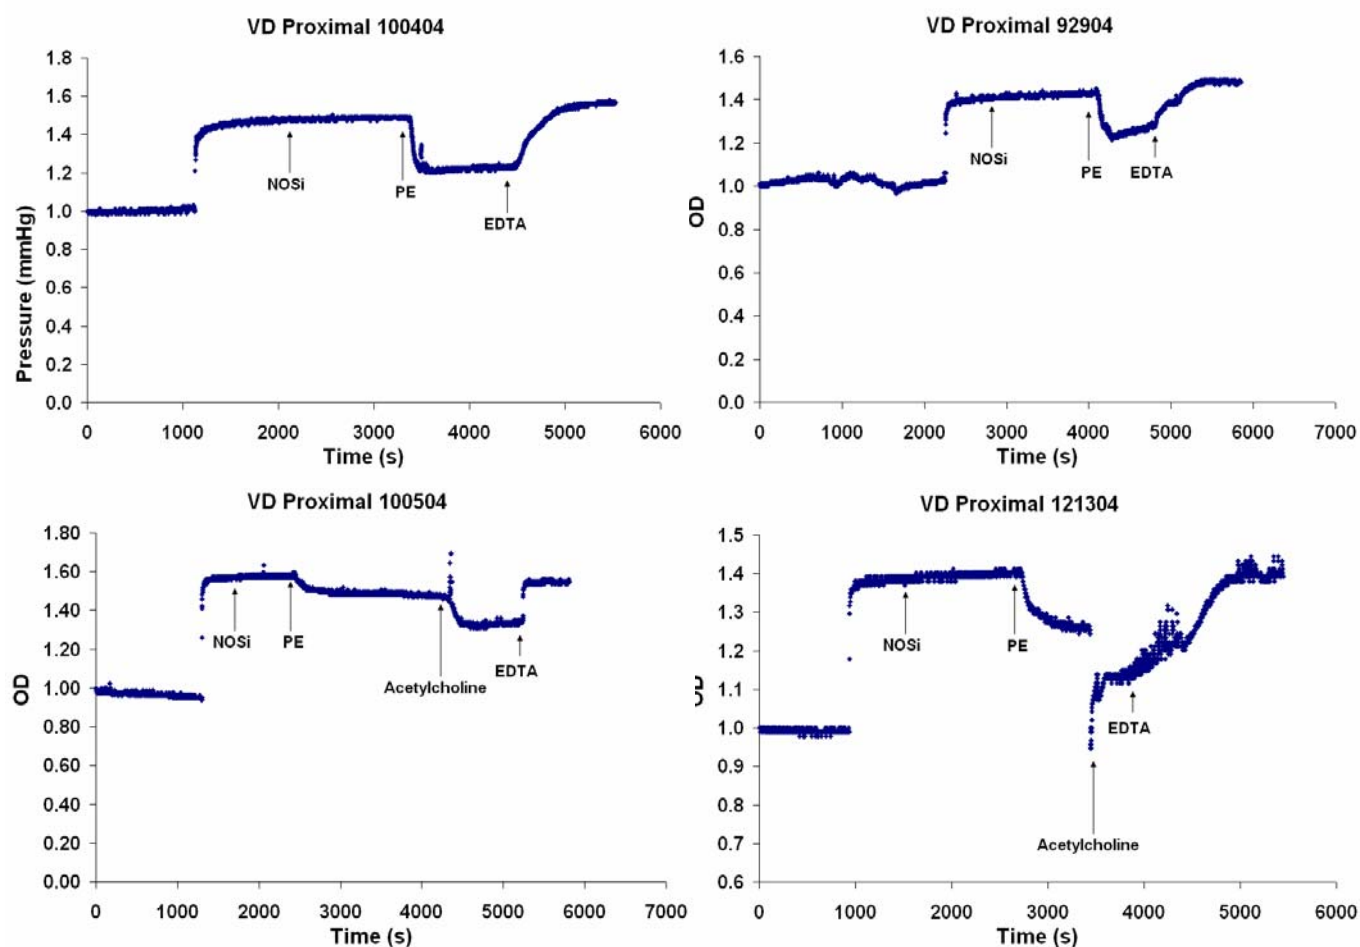 VD Proximal 100404
1.8
1.6
1.4
1.2
1.0
0.8
0.6
0.4
0.2
0.0
Pressure (mmHg)
NOSi
PE
EDTA
0 1000 2000 3000 4000 5000 6000
Time (s)
VD Proximal 92904
1.6
1.4
1.2
1.0
0.8
0.6
0.4
0.2
0.0
OD
NOSi
PE
EDTA
0 1000 2000 3000 4000 5000 6000 7000
Time (s)
VD Proximal 100504
1.80
1.60
1.40
1.20
1.00
0.80
0.60
0.40
0.20
0.00
OD
NOSi
PE
Acetylcholine
EDTA
0 1000 2000 3000 4000 5000 6000 7000
Time (s)
VD Proximal 121304
1.5
1.4
1.3
1.2
1.1
1.0
0.9
0.8
0.7
0.6
OD
NOSi
PE
EDTA
Acetylcholine
0 1000 2000 3000 4000 5000 6000
Time (s)